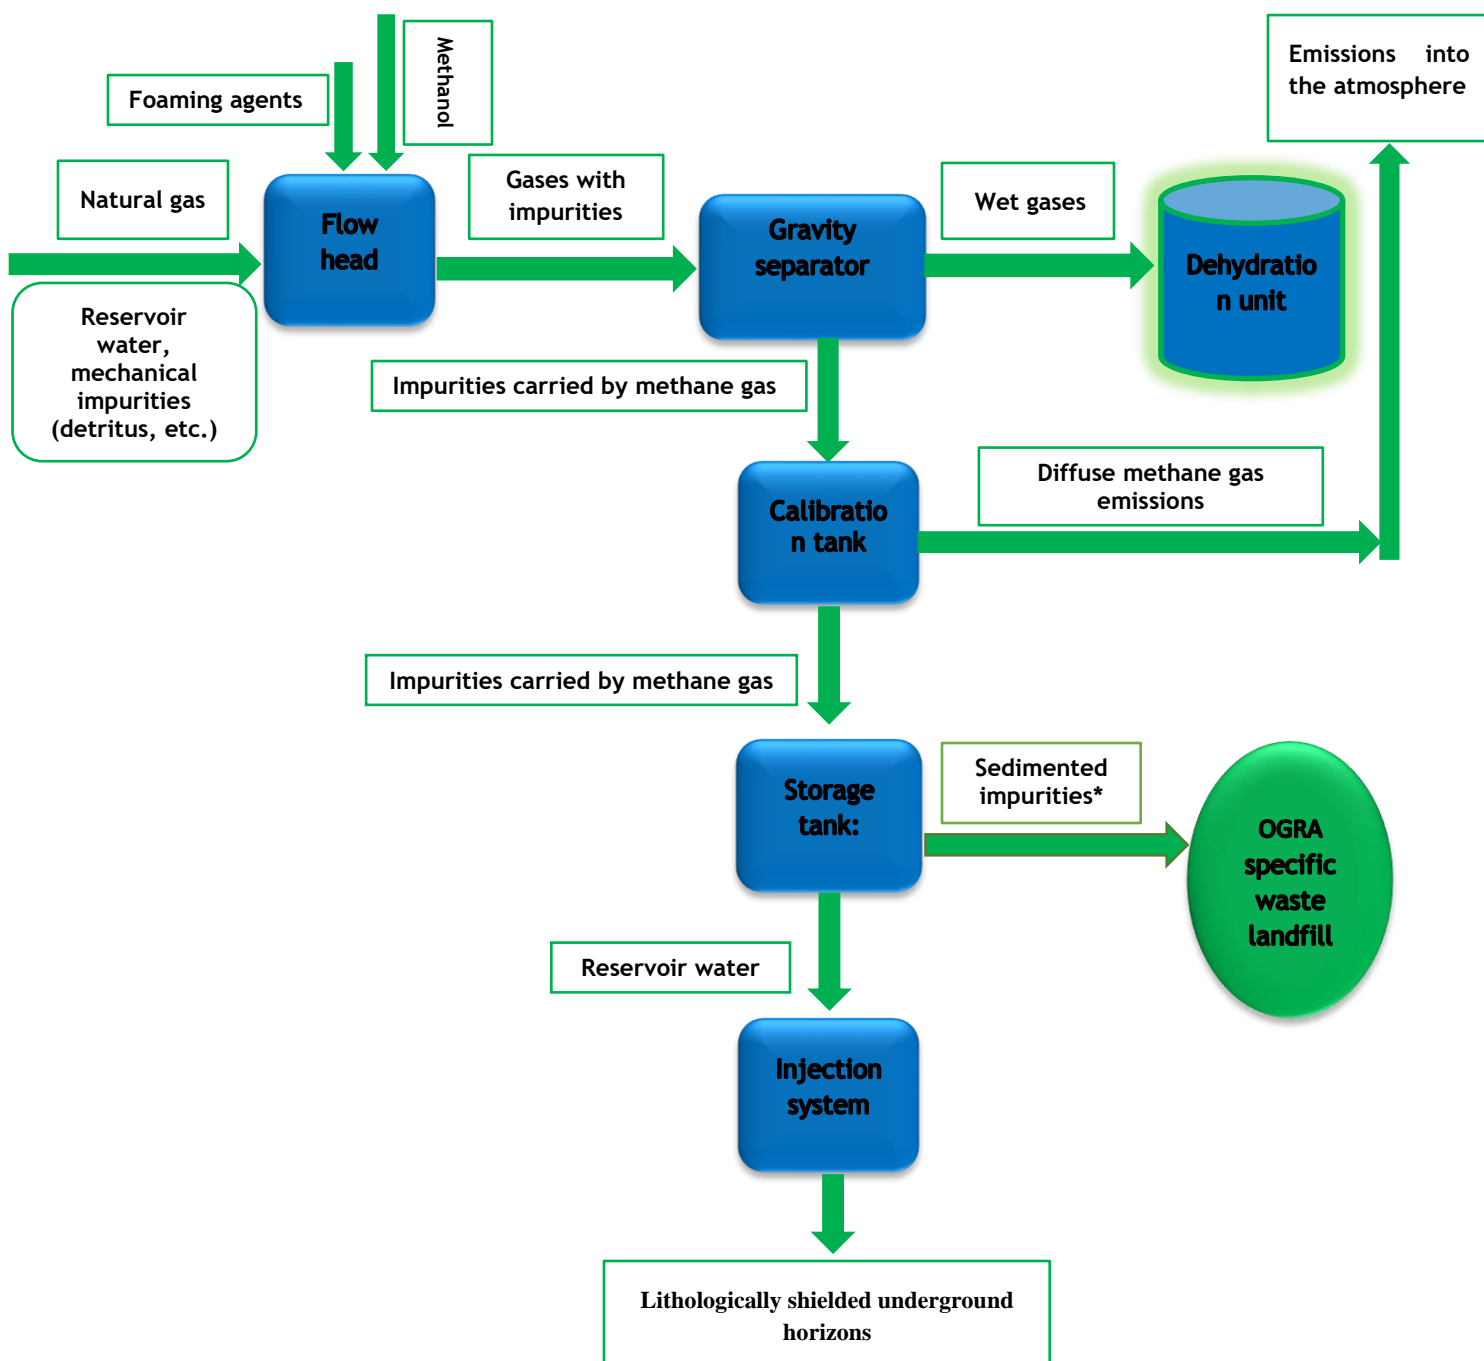 Methanol
Emissions into
the atmosphere
Foaming agents
Natural gas
Gases with
impurities
Wet gases
Flow
head
Gravity
separator
Dehydratio
n unit
Reservoir
water,
mechanical
impurities
(detritus, etc.)
Impurities carried by methane gas
Diffuse methane gas
emissions
Calibratio
n tank
Impurities carried by methane gas
Storage
tank:
Sedimented
impurities*
OGRA
specific
waste
landfill
Reservoir water
Injection
system
Lithologically shielded underground
horizons